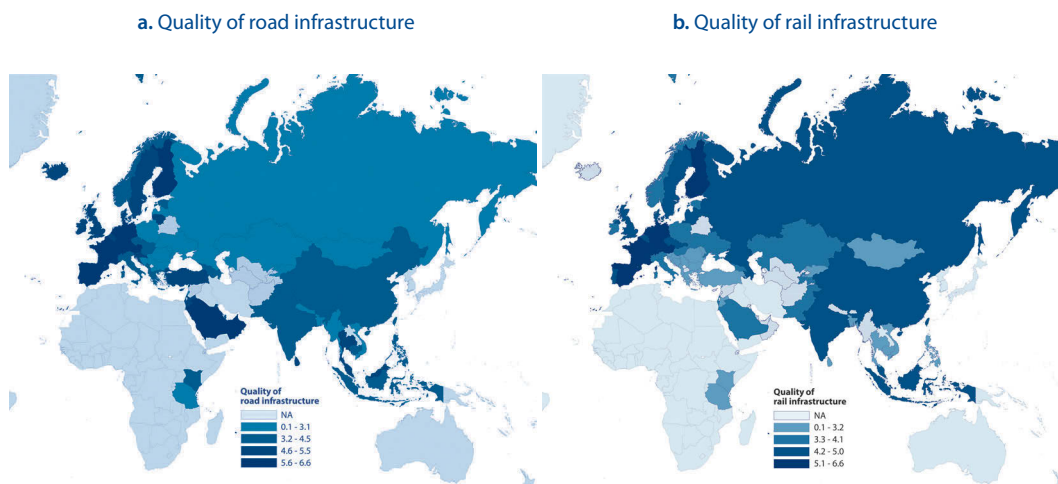 a. Quality of road infrastructure
b. Quality of rail infrastructure
Quality of
road infrastructure
NA
0.1 - 3.1
3.2 - 4.5
4.6 - 5.5
5.6 - 6.6
Quality of
rail infrastructure
NA
0.1 - 3.2
3.3 - 4.1
4.2 - 5.0
5.1 - 6.6